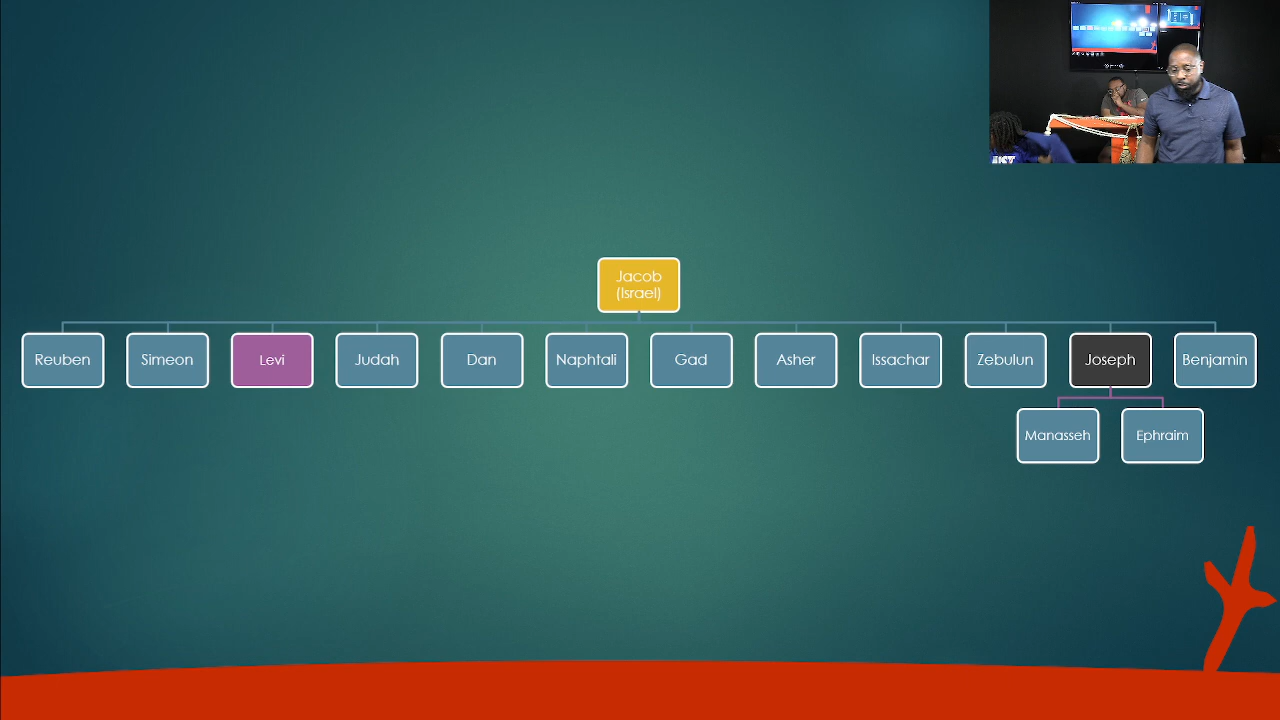 Jacob
(Israel)
Reuben
Simeon
Levi
Judah
Dan
Naphtali
Gad
Asher
Issachar
Zebulun
Joseph
Benjamin
Manasseh
Ephraim